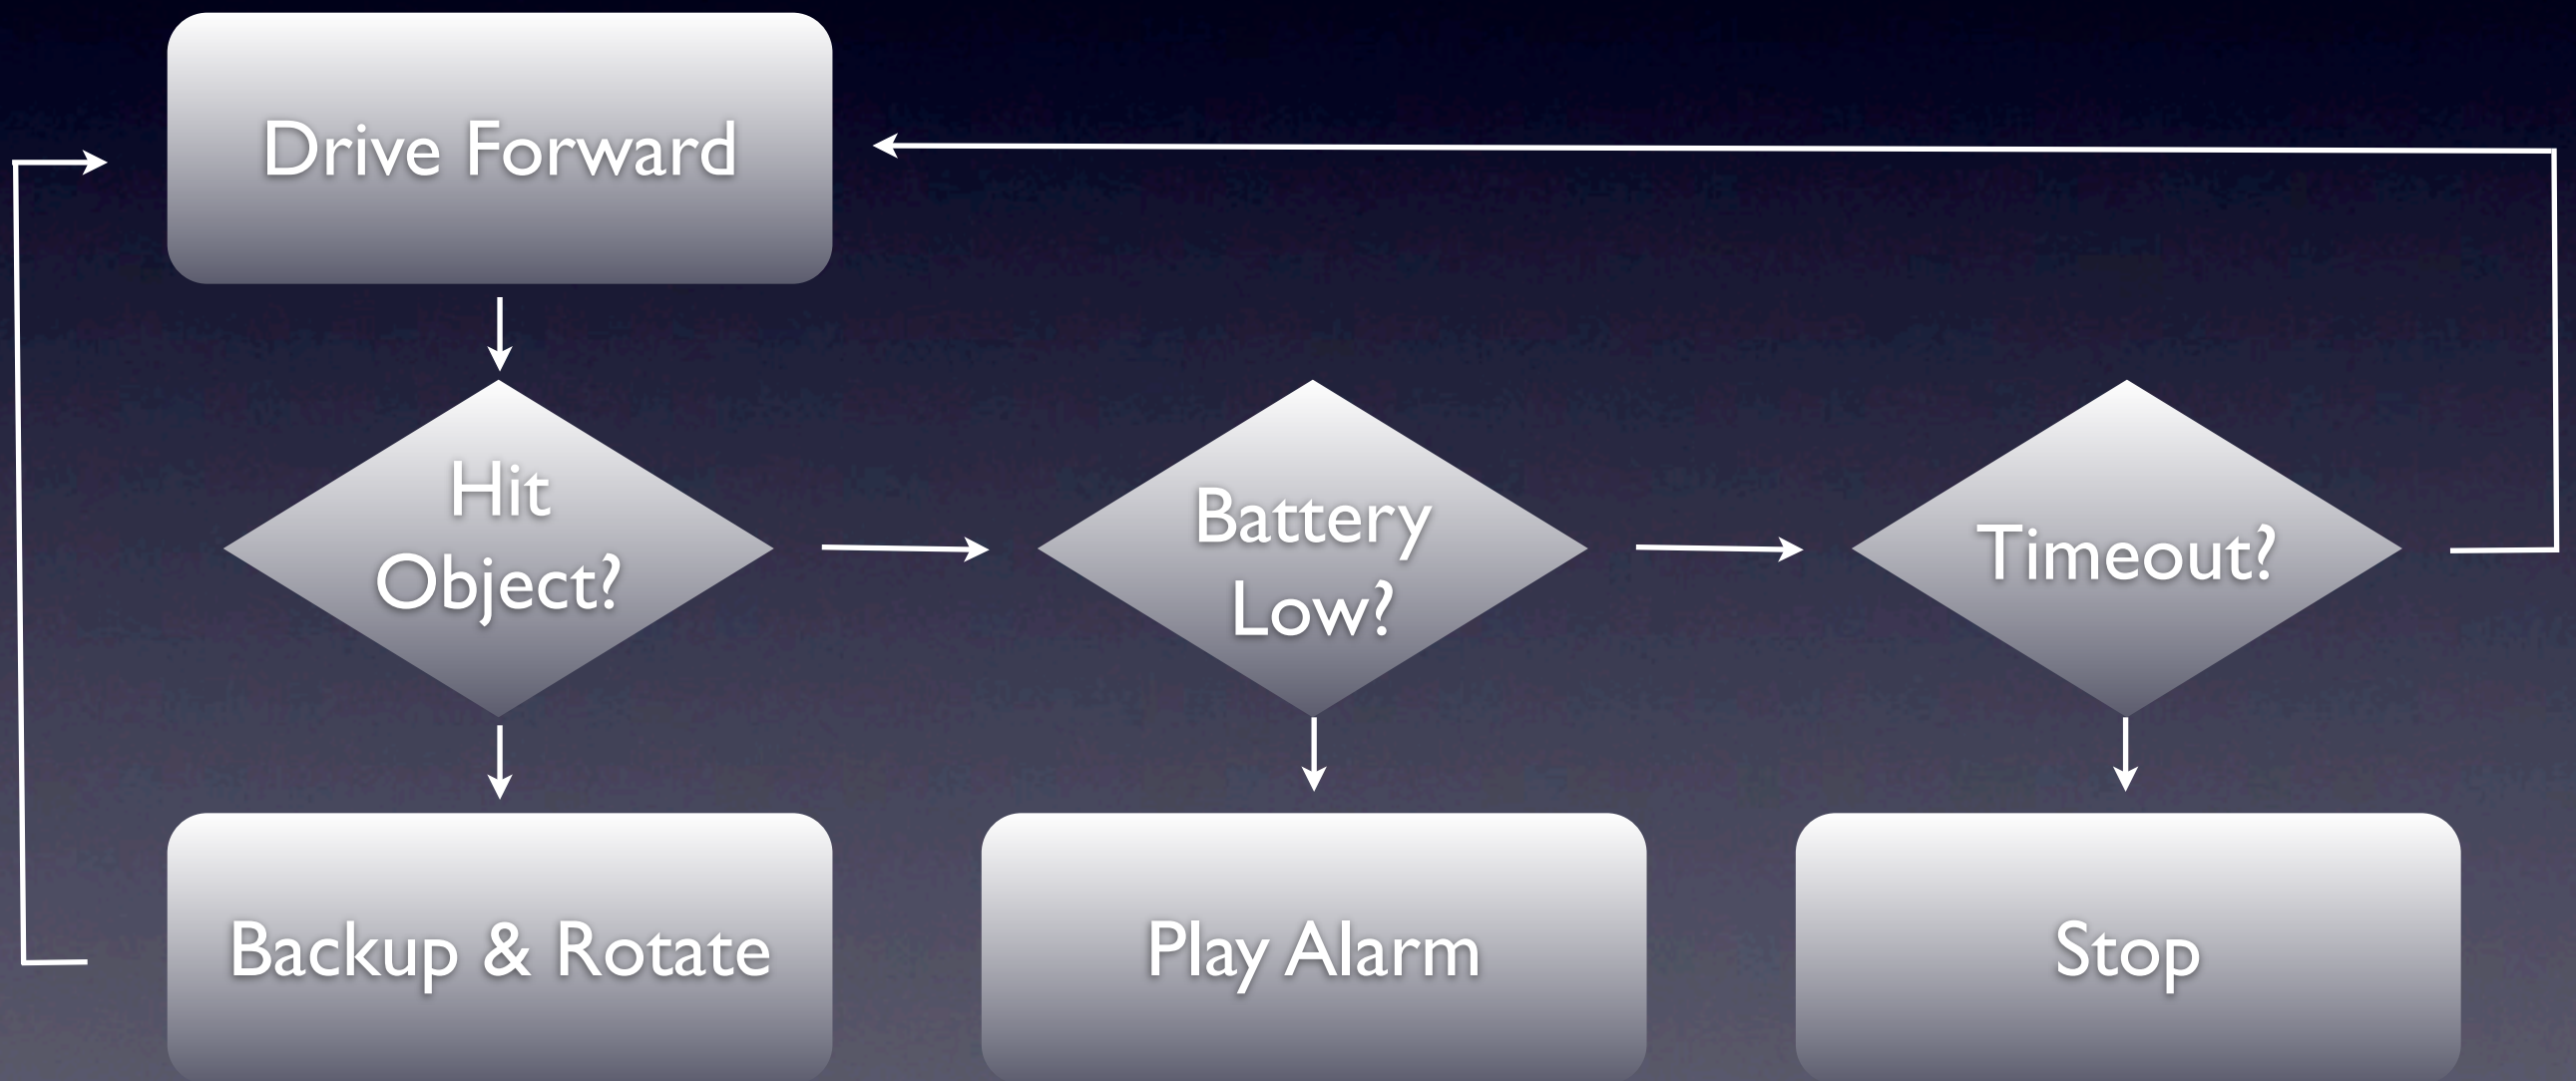 Drive Forward
Hit
Object?
Battery
Low?
Timeout?
Backup & Rotate
Play Alarm
Stop